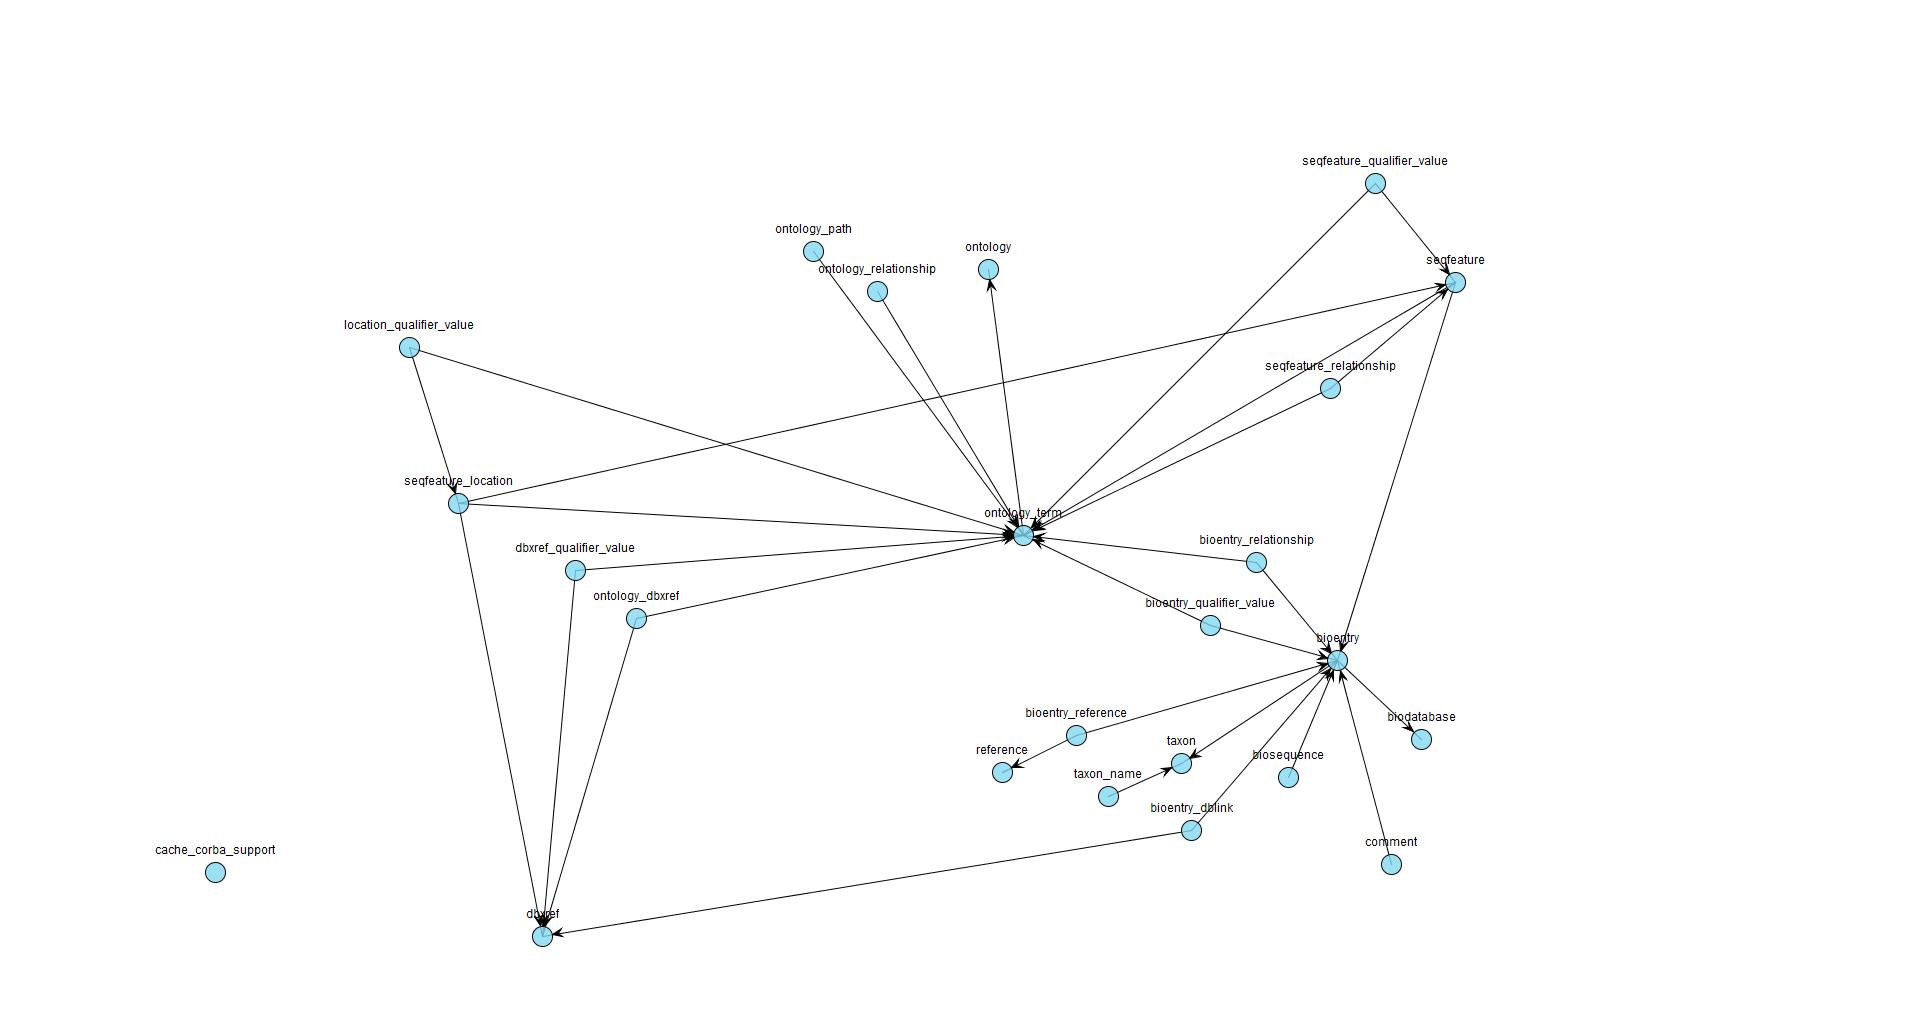 seqfeature_qualifier_value
ontology_path
ontology
seqfeature
ontology_relationship
location_qualifier_value
seqfeature_relationship
seqfeature_location
ontology_term
bioentry_relationship
dbxref_qualifier_value
ontology_dbxref
bioentry_qualifier_value
bioentry
bioentry_reference
biodatabase
taxon
reference
biosequence
taxon_name
bioentry_dblink
comment
cache_corba_support
dbxref